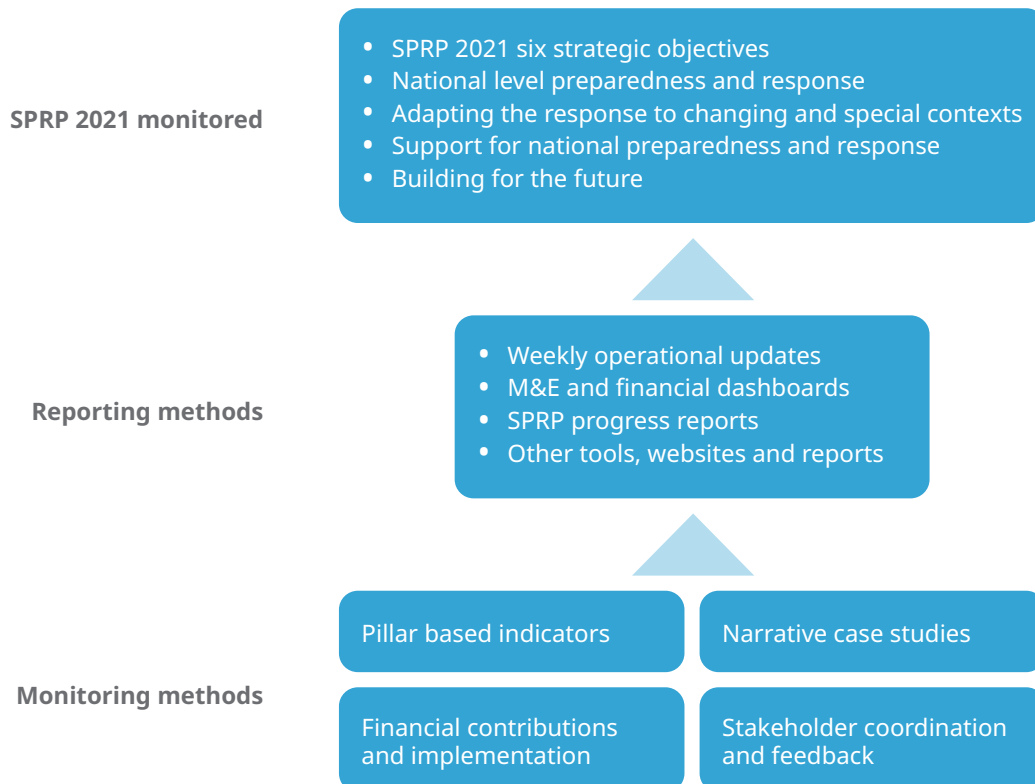 SPRP 2021 monitored
• SPRP 2021 six strategic objectives
• National level preparedness and response
• Adapting the response to changing and special contexts
• Support for national preparedness and response
• Building for the future
Reporting methods
• Weekly operational updates
• M&E and financial dashboards
• SPRP progress reports
• Other tools, websites and reports
Monitoring methods
Pillar based indicators
Narrative case studies
Financial contributions
and implementation
Stakeholder coordination
and feedback